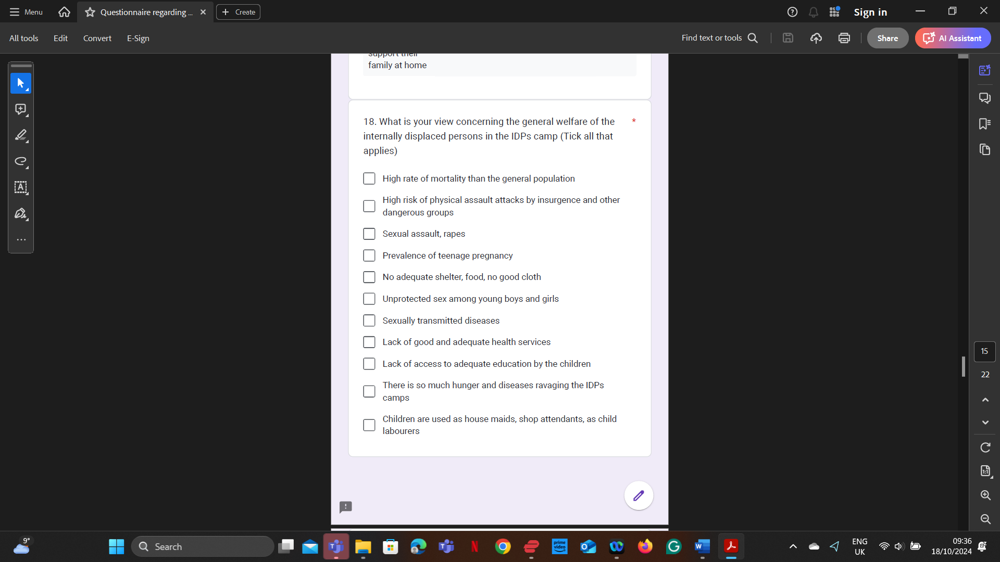 Menu
Questionnaire regarding ...
Create
Sign in
All tools
Edit
Convert
E-Sign
Find text or tools
Share
AI Assistant
support their
family at home
18. What is your view concerning the general welfare of the *
internally displaced persons in the IDPs camp (Tick all that
applies)
High rate of mortality than the general population
High risk of physical assault attacks by insurgence and other
dangerous groups
Sexual assault, rapes
Prevalence of teenage pregnancy
No adequate shelter, food, no good cloth
Unprotected sex among young boys and girls
Sexually transmitted diseases
Lack of good and adequate health services
Lack of access to adequate education by the children
There is so much hunger and diseases ravaging the IDPs
camps
Children are used as house maids, shop attendants, as child
labourers
15
22
9°
Search
prime
video
ENG
UK
09:36
18/10/2024